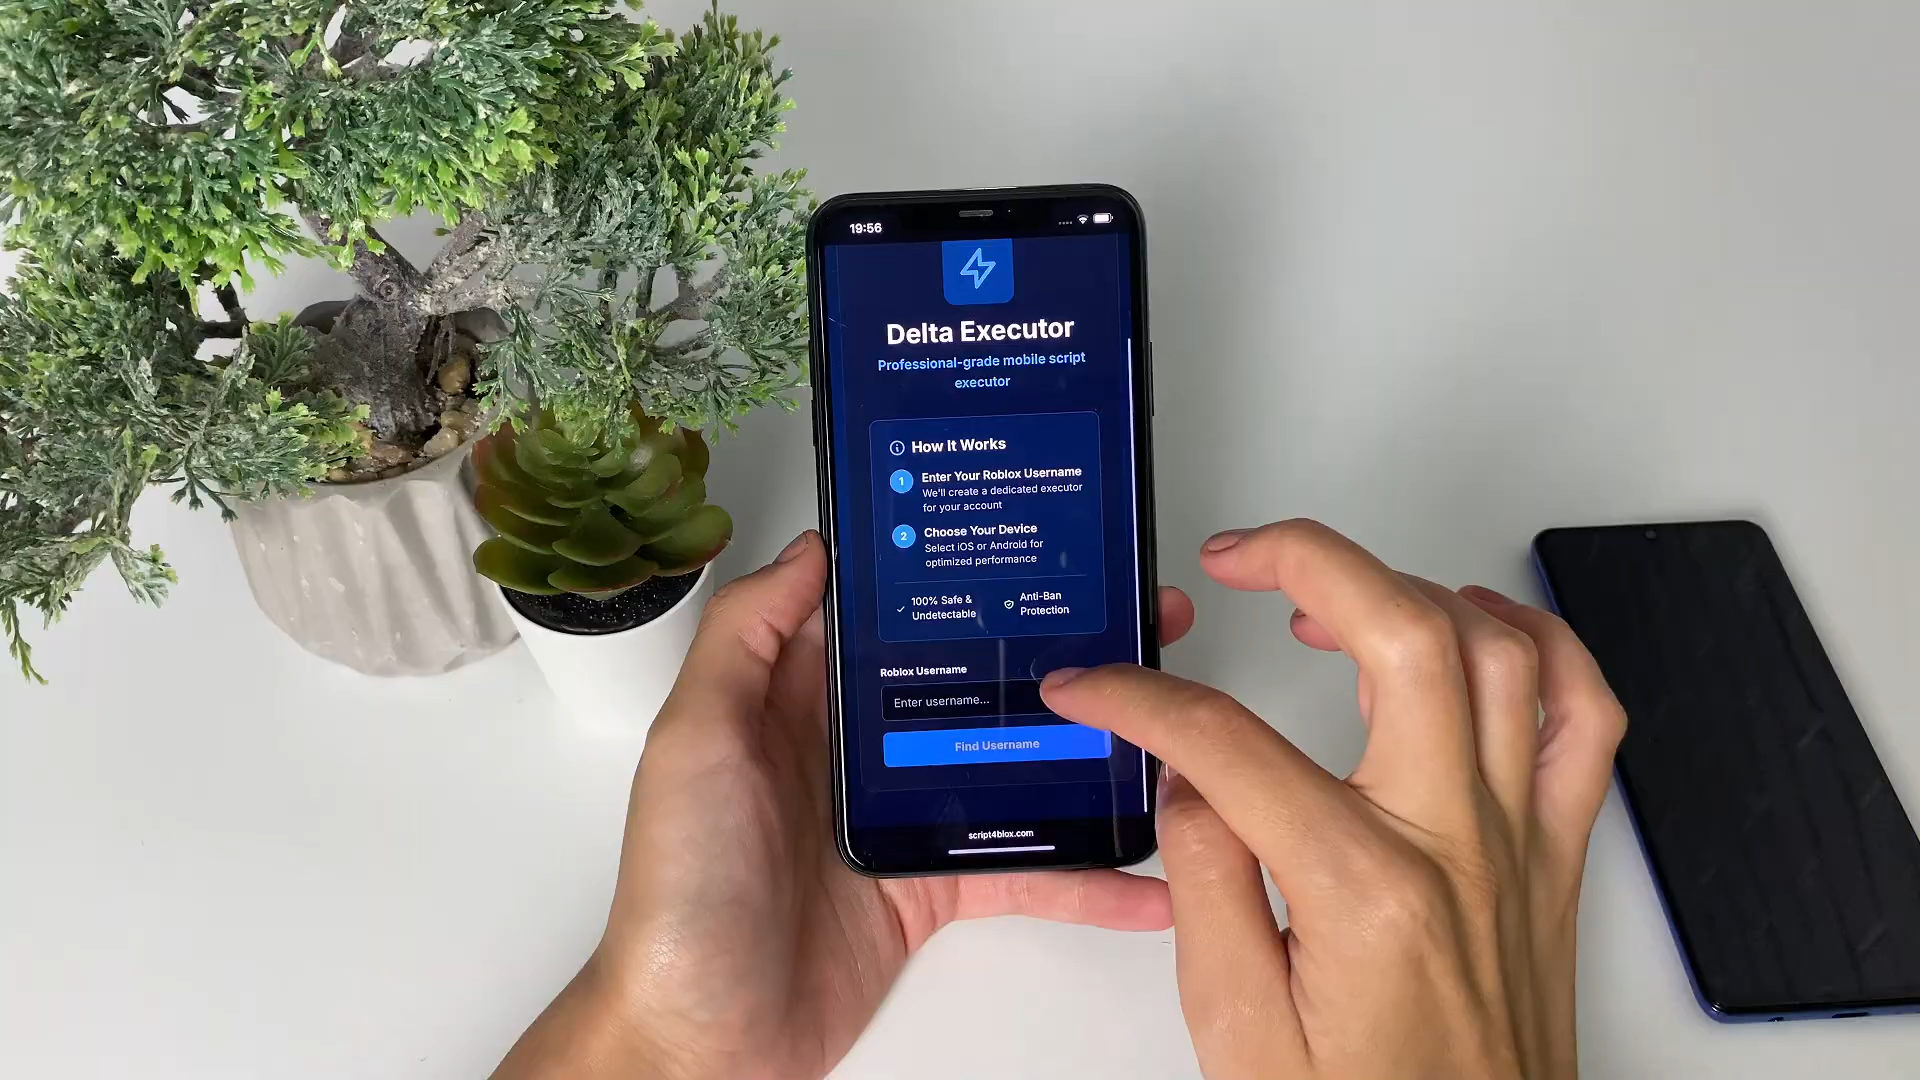 19:56
Delta Executor
Professional-grade mobile script
executor
How It Works
1
Enter Your Roblox Username
We'll create a dedicated executor
for your account
2
Choose Your Device
Select iOS or Android for
optimized performance
100% Safe &
Undetectable
Anti-Ban
Protection
Roblox Username
Enter username...
Find Username
script4blox.com